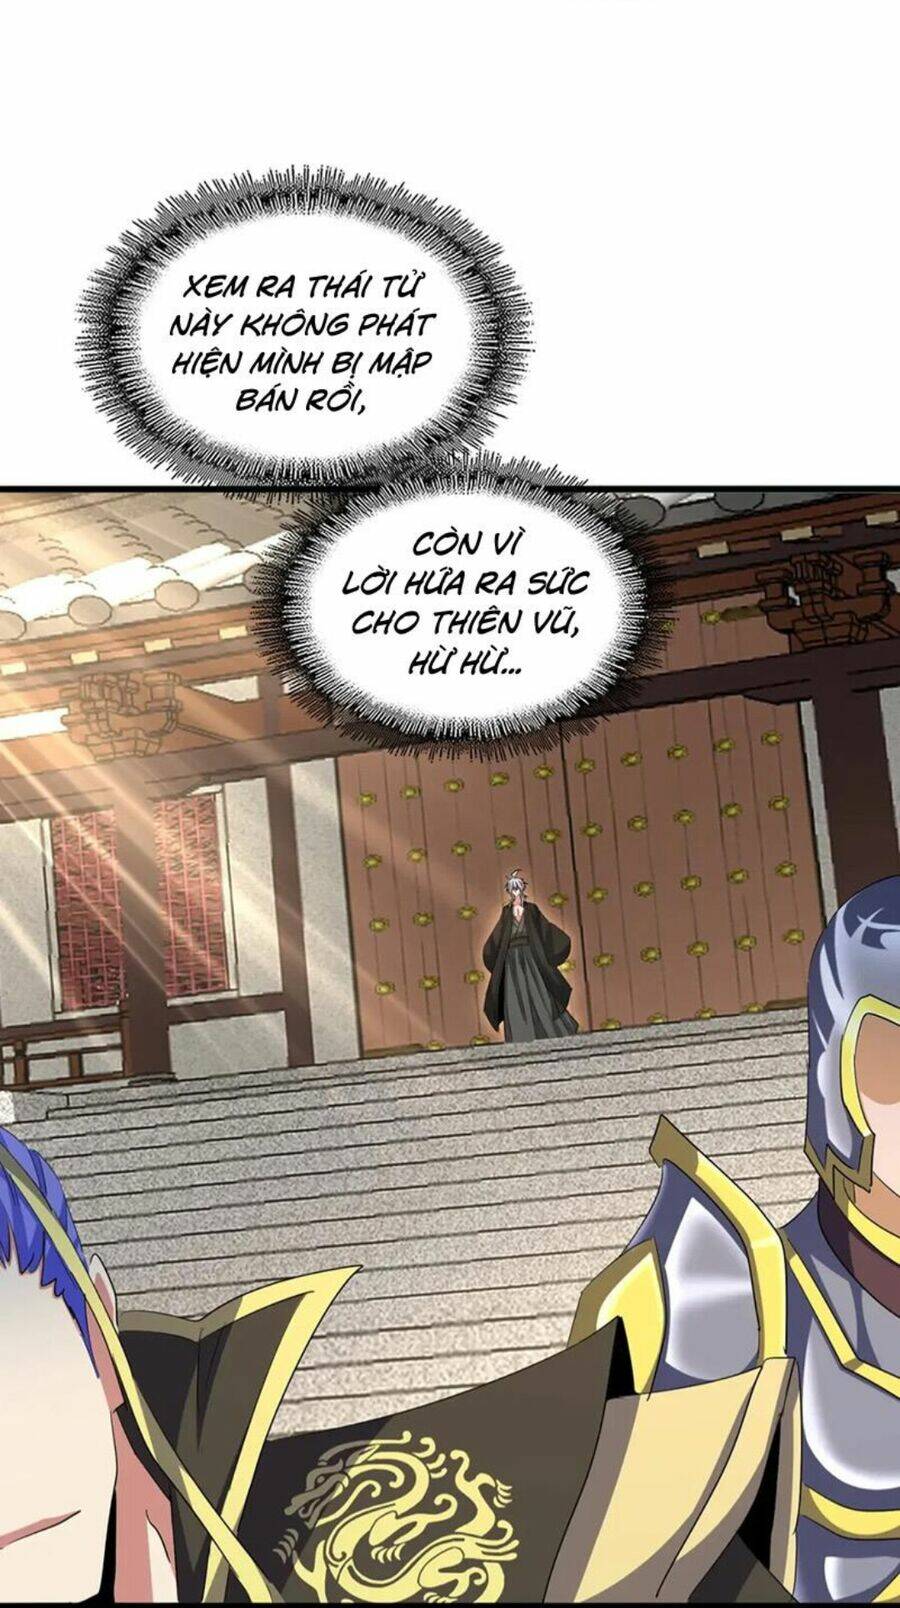 XEM RA THÁI TỬ
NÀY KHÔNG PHÁT
HIỆN MÌNH BỊ MẬP
BÁN RỒI,
CÒN VÌ
LỜI HỨA RA SỨC
CHO THIÊN VŨ,
HỪ HỪ...